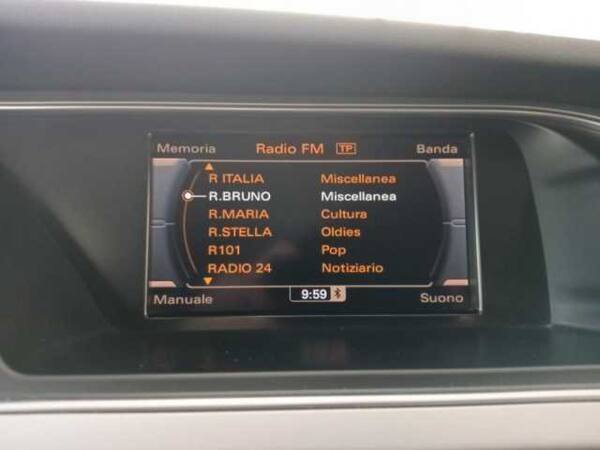 Memoria Radio FM TP Banda
R ITALIA Miscellanea
R.BRUNO Miscellanea
R.MARIA Cultura
R.STELLA Oldies
R101 Pop
RADIO 24 Notiziario
Manuale 9:59 Suono